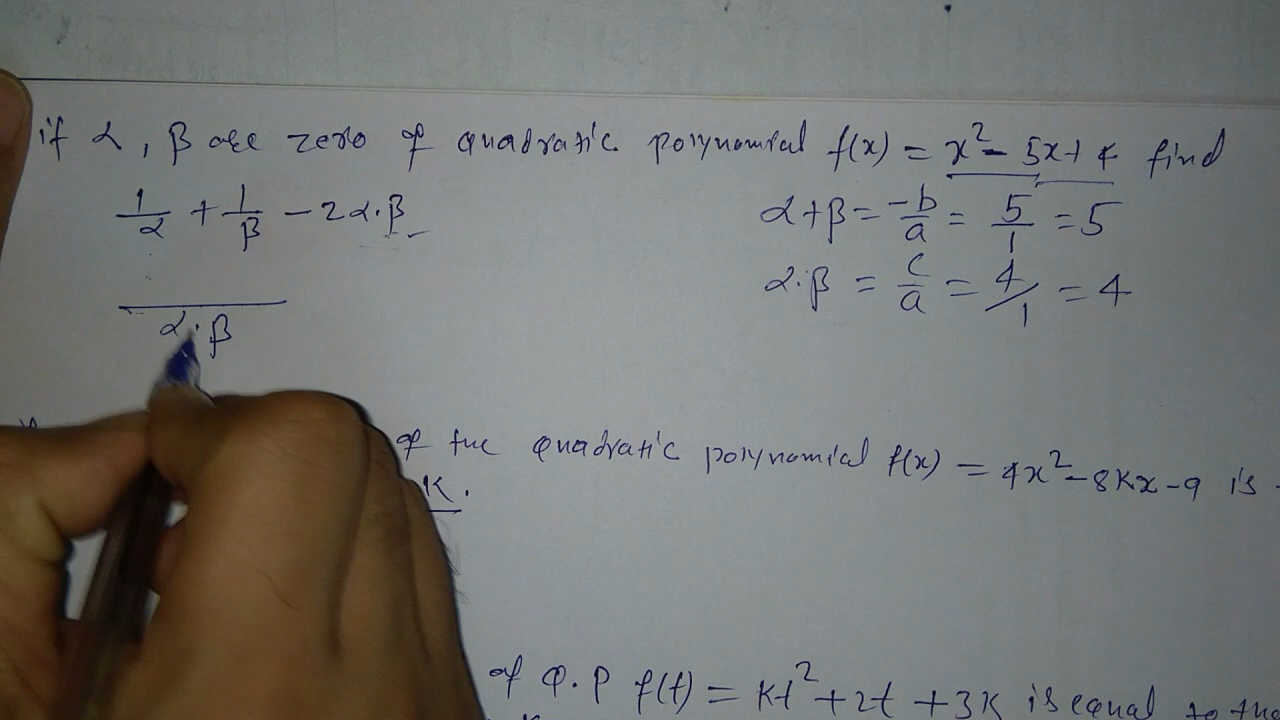 if α, β are zero of quadratic polynomial f(x) = x² - 5x + 4 find
1/α + 1/β - 2α·β
α+β = -b/a = 5/1 = 5
α·β = c/a = 4/1 = 4
α·β
of the quadratic polynomial f(x) = 4x² - 8kx - 9 is
K.
of Q.P f(t) = kt² + 2t + 3k is equal to the